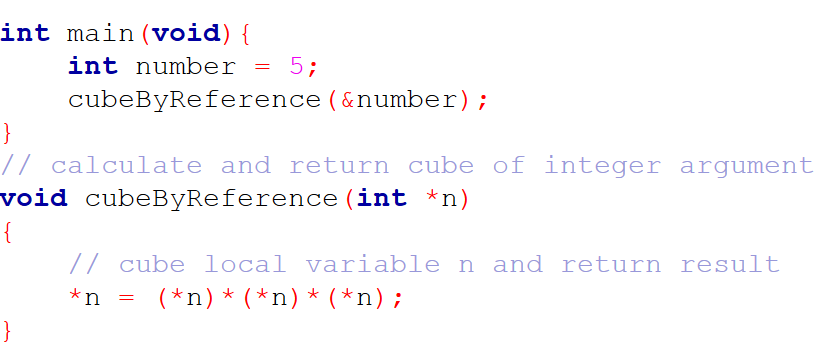 int main(void){
    int number = 5;
    cubeByReference(&number);
}
// calculate and return cube of integer argument
void cubeByReference(int *n)
{
    // cube local variable n and return result
    *n = (*n)*(*n)*(*n);
}